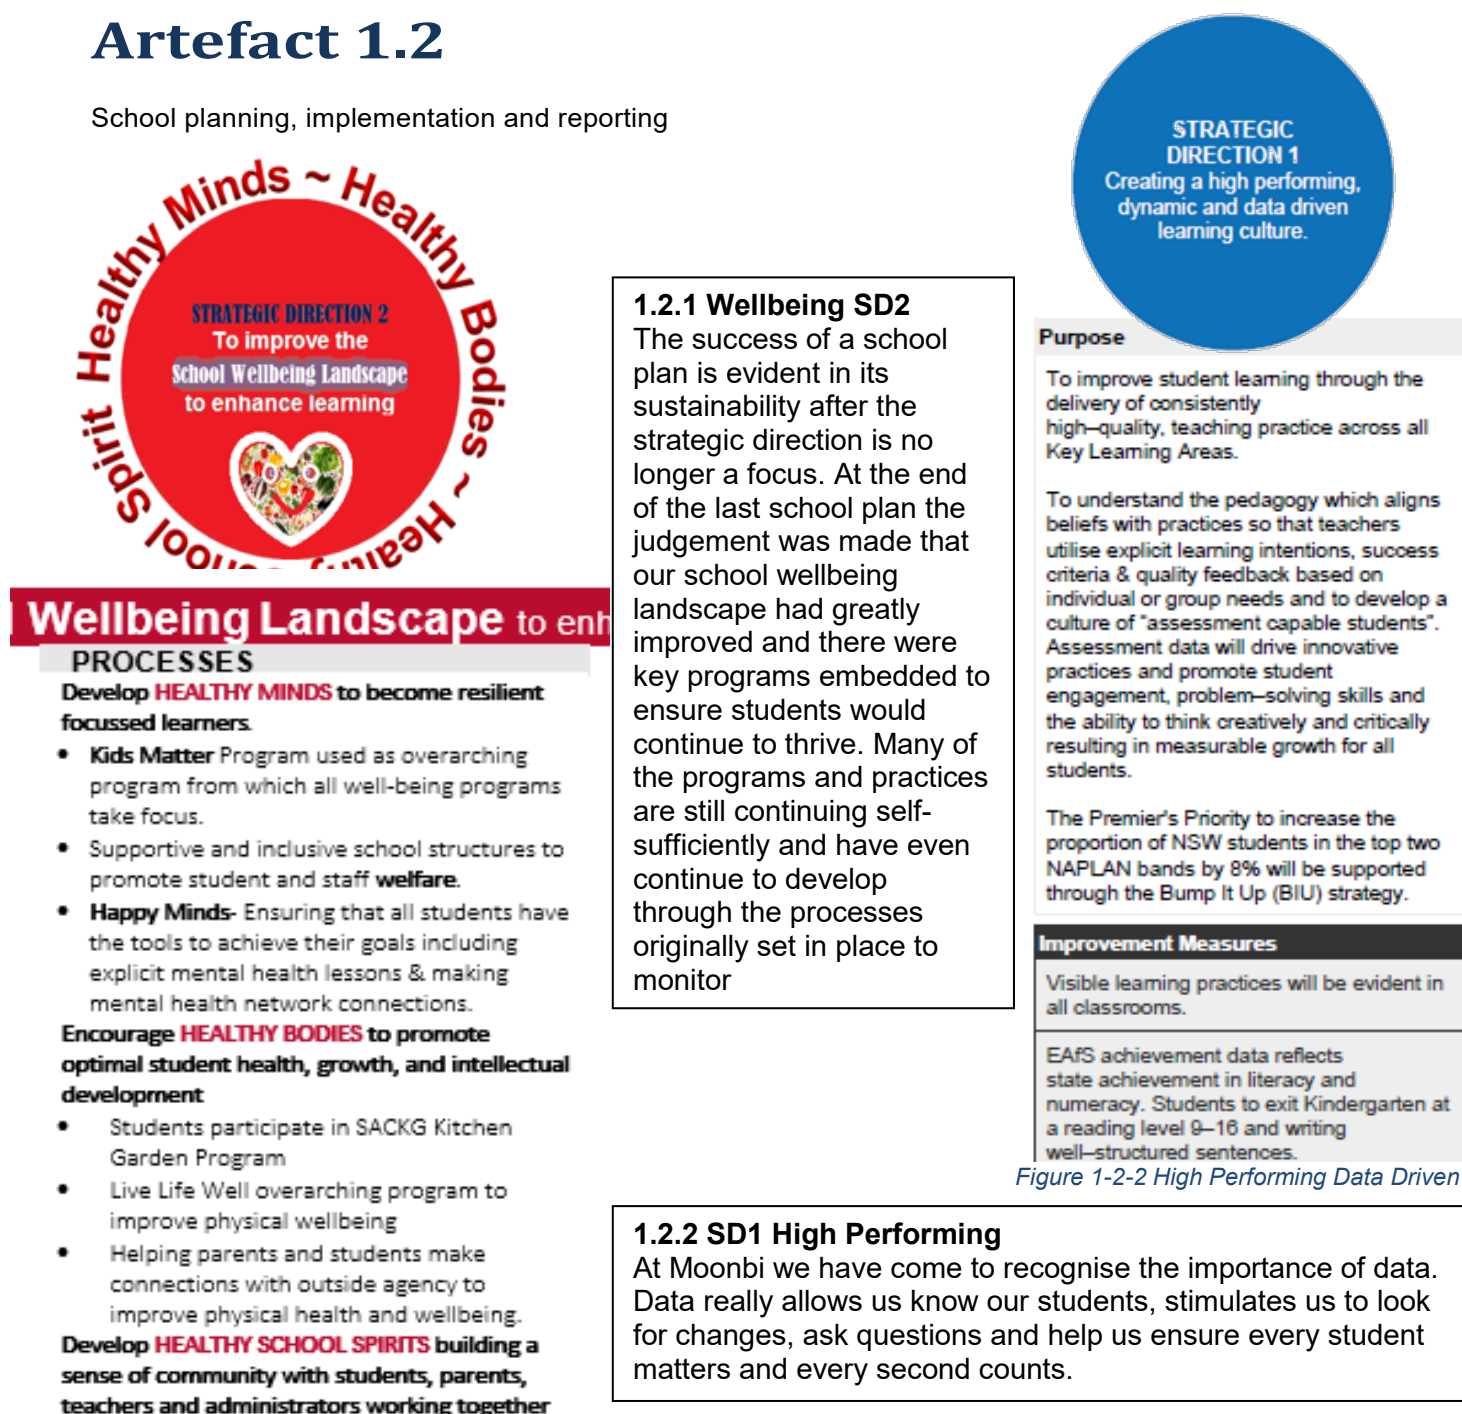 Artefact 1.2
School planning, implementation and reporting
Healthy Minds ~ Healthy Bodies ~ Healthy School Spirit
STRATEGIC DIRECTION 2
To improve the
School Wellbeing Landscape
to enhance learning
Wellbeing Landscape to enh
PROCESSES
Develop HEALTHY MINDS to become resilient
focussed learners.
• Kids Matter Program used as overarching
program from which all well-being programs
take focus.
• Supportive and inclusive school structures to
promote student and staff welfare.
• Happy Minds- Ensuring that all students have
the tools to achieve their goals including
explicit mental health lessons & making
mental health network connections.
Encourage HEALTHY BODIES to promote
optimal student health, growth, and intellectual
development
• Students participate in SACKG Kitchen
Garden Program
• Live Life Well overarching program to
improve physical wellbeing
• Helping parents and students make
connections with outside agency to
improve physical health and wellbeing.
Develop HEALTHY SCHOOL SPIRITS building a
sense of community with students, parents,
teachers and administrators working together
1.2.1 Wellbeing SD2
The success of a school
plan is evident in its
sustainability after the
strategic direction is no
longer a focus. At the end
of the last school plan the
judgement was made that
our school wellbeing
landscape had greatly
improved and there were
key programs embedded to
ensure students would
continue to thrive. Many of
the programs and practices
are still continuing self-
sufficiently and have even
continue to develop
through the processes
originally set in place to
monitor
STRATEGIC
DIRECTION 1
Creating a high performing,
dynamic and data driven
learning culture.
Purpose
To improve student learning through the
delivery of consistently
high–quality, teaching practice across all
Key Learning Areas.
To understand the pedagogy which aligns
beliefs with practices so that teachers
utilise explicit learning intentions, success
criteria & quality feedback based on
individual or group needs and to develop a
culture of "assessment capable students".
Assessment data will drive innovative
practices and promote student
engagement, problem–solving skills and
the ability to think creatively and critically
resulting in measurable growth for all
students.
The Premier's Priority to increase the
proportion of NSW students in the top two
NAPLAN bands by 8% will be supported
through the Bump It Up (BIU) strategy.
Improvement Measures
Visible learning practices will be evident in
all classrooms.
EAfS achievement data reflects
state achievement in literacy and
numeracy. Students to exit Kindergarten at
a reading level 9–16 and writing
well–structured sentences.
Figure 1-2-2 High Performing Data Driven
1.2.2 SD1 High Performing
At Moonbi we have come to recognise the importance of data.
Data really allows us know our students, stimulates us to look
for changes, ask questions and help us ensure every student
matters and every second counts.